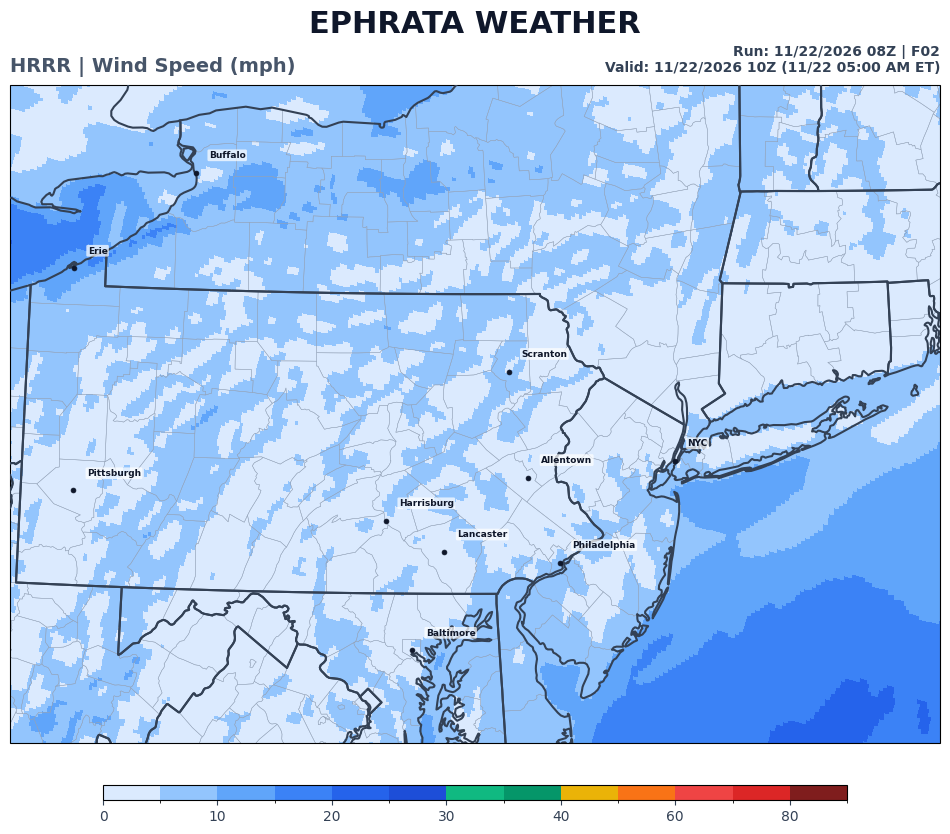 EPHRATA WEATHER
Run: 11/22/2026 08Z | F02
HRRR | Wind Speed (mph)
Valid: 11/22/2026 10Z (11/22 05:00 AM ET)
Buffalo
Erie
Scranton
NYC
Allentown
Pittsburgh
Harrisburg
Lancaster
Philadelphia
Baltimore
0 10 20 30 40 60 80